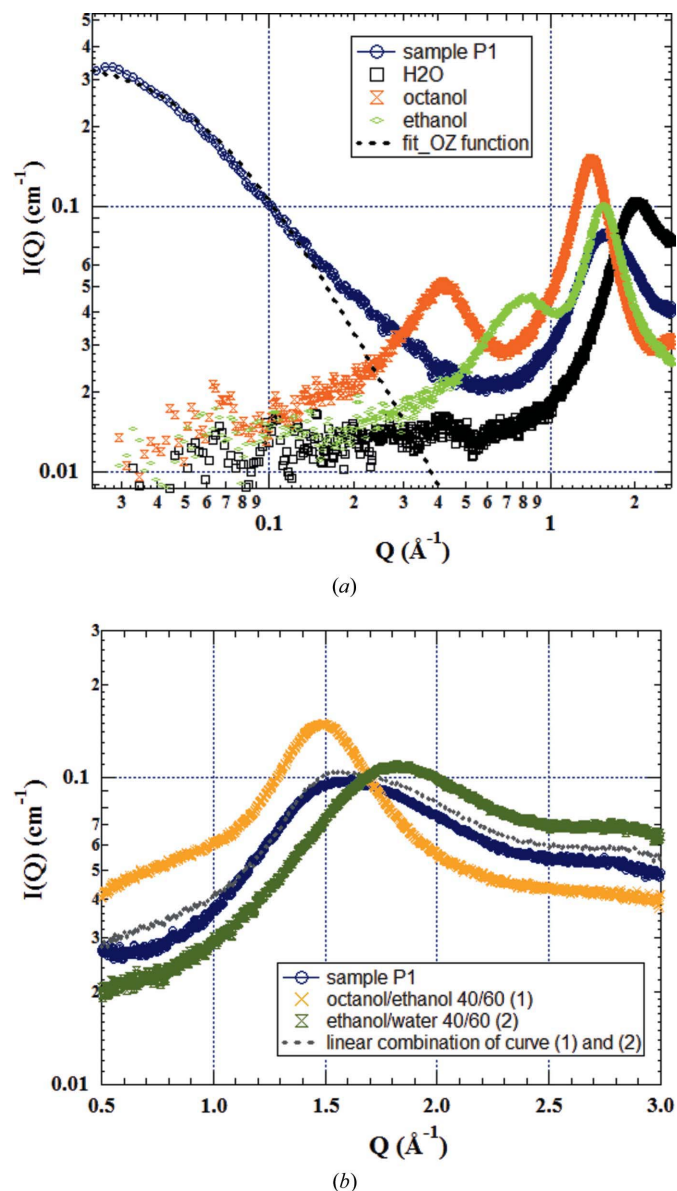 0.5
3
2
0.1
8
7
6
5
4
3
2
0.01
I(Q) (cm⁻¹)
sample P1
H2O
octanol
ethanol
fit_OZ function
3 4 5 6 7 8 9 2 3 4 5 6 7 8 9 2
0.1 1
Q (Å⁻¹)
(a)
3
2
0.1
7
6
5
4
3
2
0.01
I(Q) (cm⁻¹)
sample P1
octanol/ethanol 40/60 (1)
ethanol/water 40/60 (2)
linear combination of curve (1) and (2)
0.5 1.0 1.5 2.0 2.5 3.0
Q (Å⁻¹)
(b)